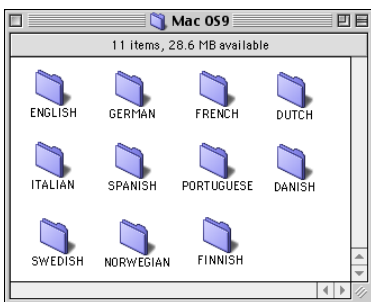 Mac OS9
11 items, 28.6 MB available
ENGLISH GERMAN FRENCH DUTCH
ITALIAN SPANISH PORTUGUESE DANISH
SWEDISH NORWEGIAN FINNISH